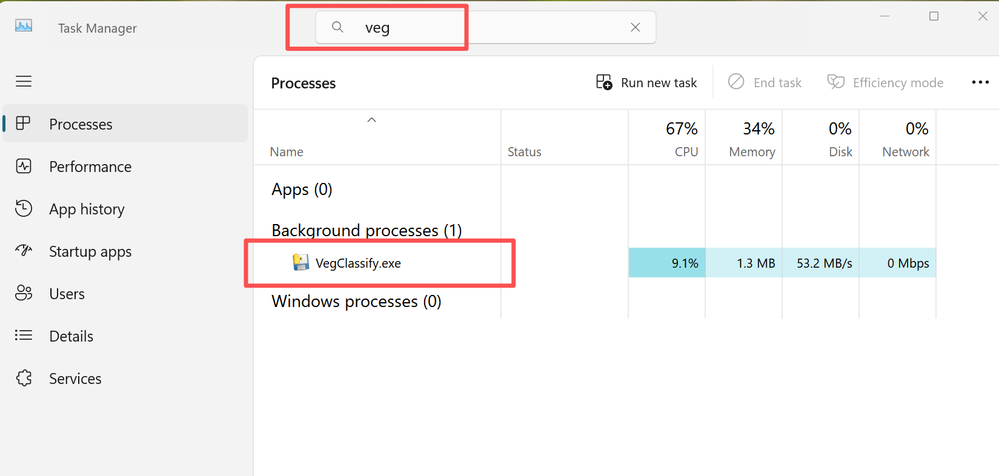 Task Manager
veg
Processes
Run new task
End task
Efficiency mode
Processes
Performance
App history
Startup apps
Users
Details
Services
67% 34% 0% 0%
Name Status CPU Memory Disk Network
Apps (0)
Background processes (1)
VegClassify.exe 9.1% 1.3 MB 53.2 MB/s 0 Mbps
Windows processes (0)